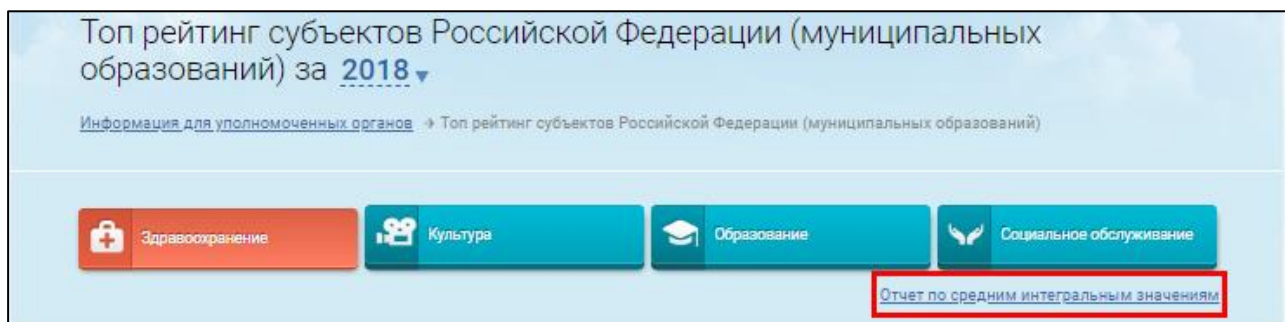 Топ рейтинг субъектов Российской Федерации (муниципальных
образований) за 2018
Информация для уполномоченных органов → Топ рейтинг субъектов Российской Федерации (муниципальных образований)
Здравоохранение Культура Образование Социальное обслуживание
Отчет по средним интегральным значениям